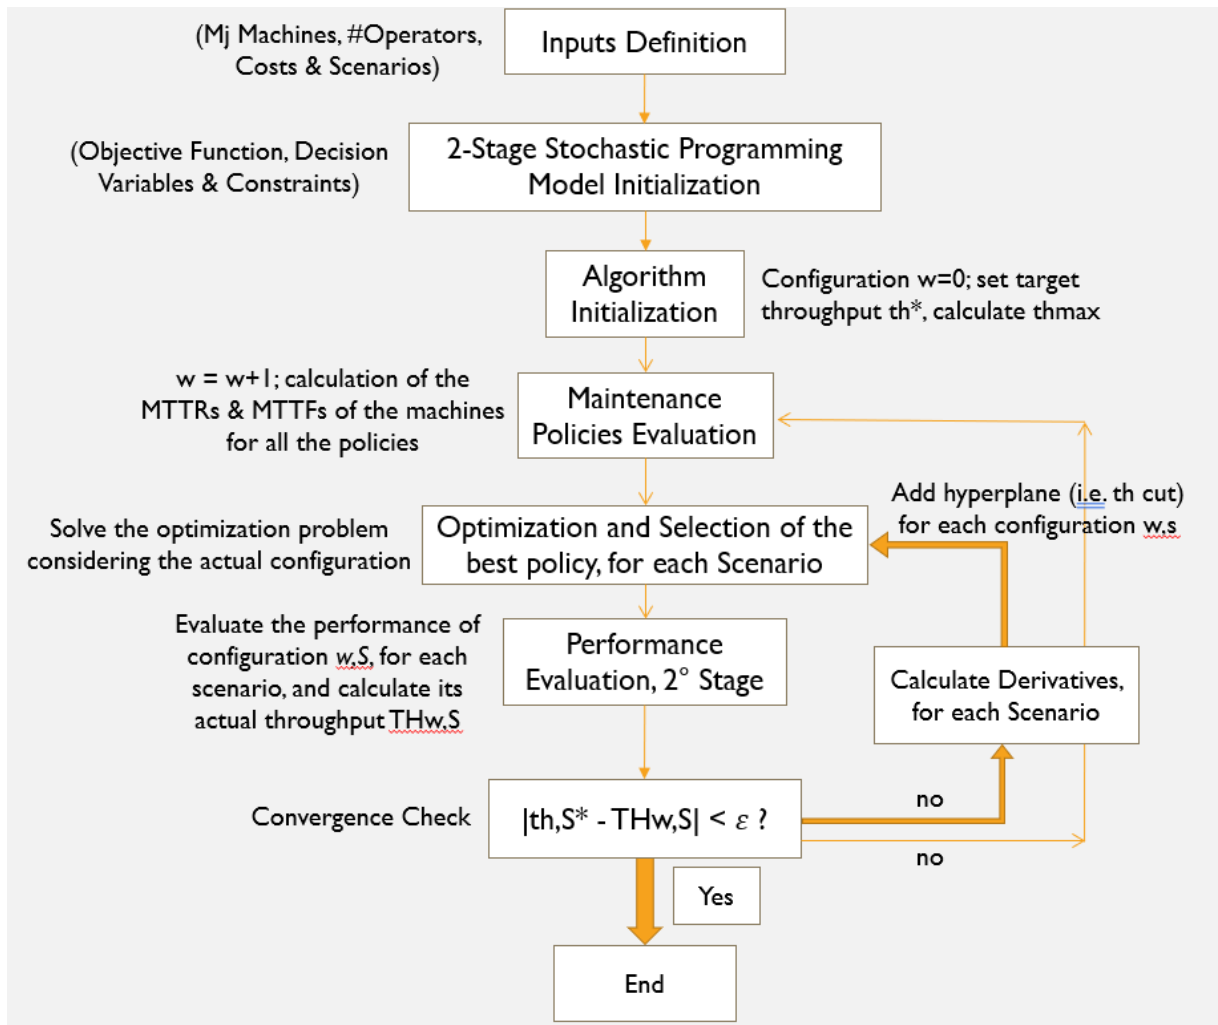 (Mj Machines, #Operators,
Costs & Scenarios)
Inputs Definition
(Objective Function, Decision
Variables & Constraints)
2-Stage Stochastic Programming
Model Initialization
Algorithm
Initialization
Configuration w=0; set target
throughput th*, calculate thmax
w = w+1; calculation of the
MTTRs & MTTFs of the machines
for all the policies
Maintenance
Policies Evaluation
Add hyperplane (i.e. th cut)
for each configuration w,s
Solve the optimization problem
considering the actual configuration
Optimization and Selection of the
best policy, for each Scenario
Evaluate the performance of
configuration w,S, for each
scenario, and calculate its
actual throughput THw,S
Performance
Evaluation, 2° Stage
Calculate Derivatives,
for each Scenario
Convergence Check
|th,S* - THw,S| < ε ?
no
no
Yes
End